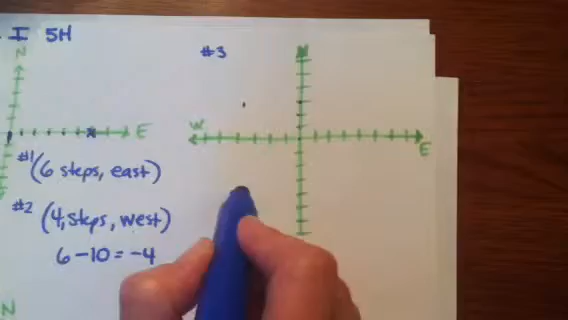 I 5H
N
#3
W
E
E
#1 (6 steps, east)
#2 (4, steps, west)
6 - 10 = -4
N